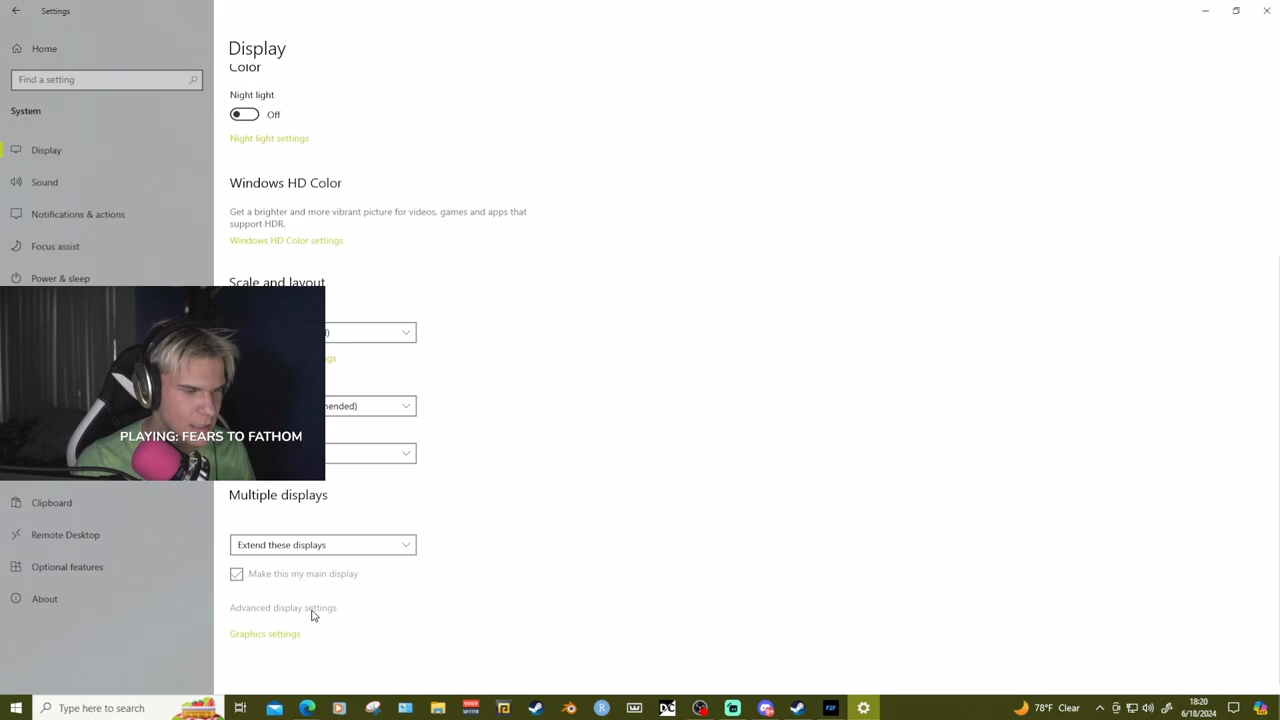 Settings
Home
Find a setting
System
Display
Sound
Notifications & actions
Focus assist
Power & sleep
Clipboard
Remote Desktop
Optional features
About
Display
Color
Night light
Off
Night light settings
Windows HD Color
Get a brighter and more vibrant picture for videos, games and apps that
support HDR.
Windows HD Color settings
Scale and layout
PLAYING: FEARS TO FATHOM
Multiple displays
Extend these displays
Make this my main display
Advanced display settings
Graphics settings
Type here to search
78°F Clear
18:20
6/18/2024